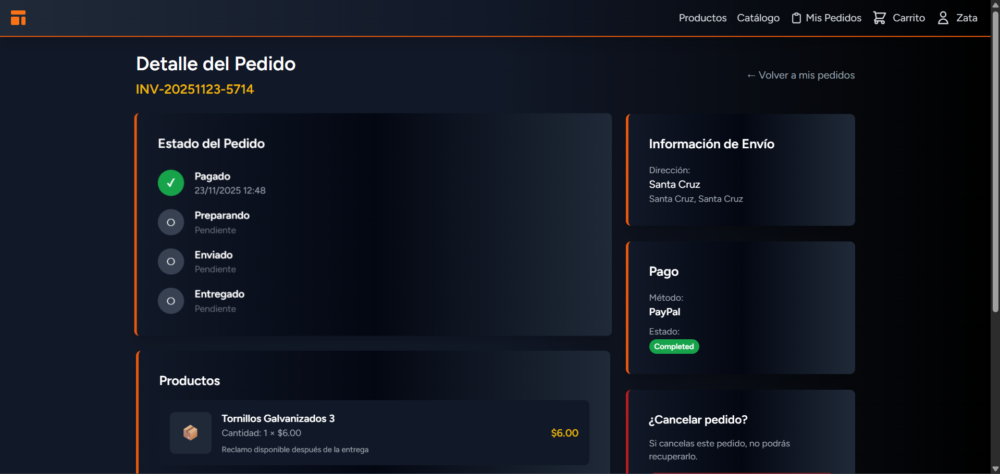 Productos Catálogo Mis Pedidos Carrito Zata
Detalle del Pedido
INV-20251123-5714
← Volver a mis pedidos
Estado del Pedido
✓ Pagado
23/11/2025 12:48
○ Preparando
Pendiente
○ Enviado
Pendiente
○ Entregado
Pendiente
Productos
Tornillos Galvanizados 3
Cantidad: 1 × $6.00
$6.00
Reclamo disponible después de la entrega
Información de Envío
Dirección:
Santa Cruz
Santa Cruz, Santa Cruz
Pago
Método:
PayPal
Estado:
Completed
¿Cancelar pedido?
Si cancelas este pedido, no podrás
recuperarlo.